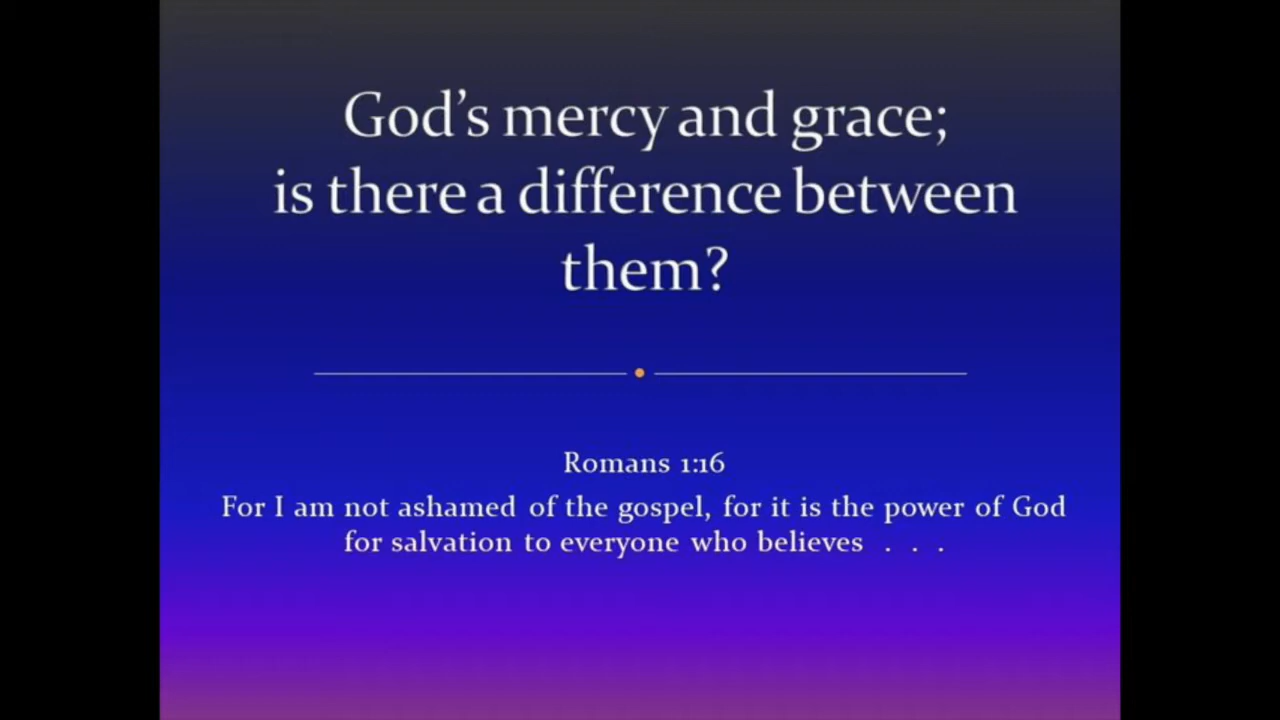 God’s mercy and grace;
is there a difference between
them?
Romans 1:16
For I am not ashamed of the gospel, for it is the power of God
for salvation to everyone who believes . . .